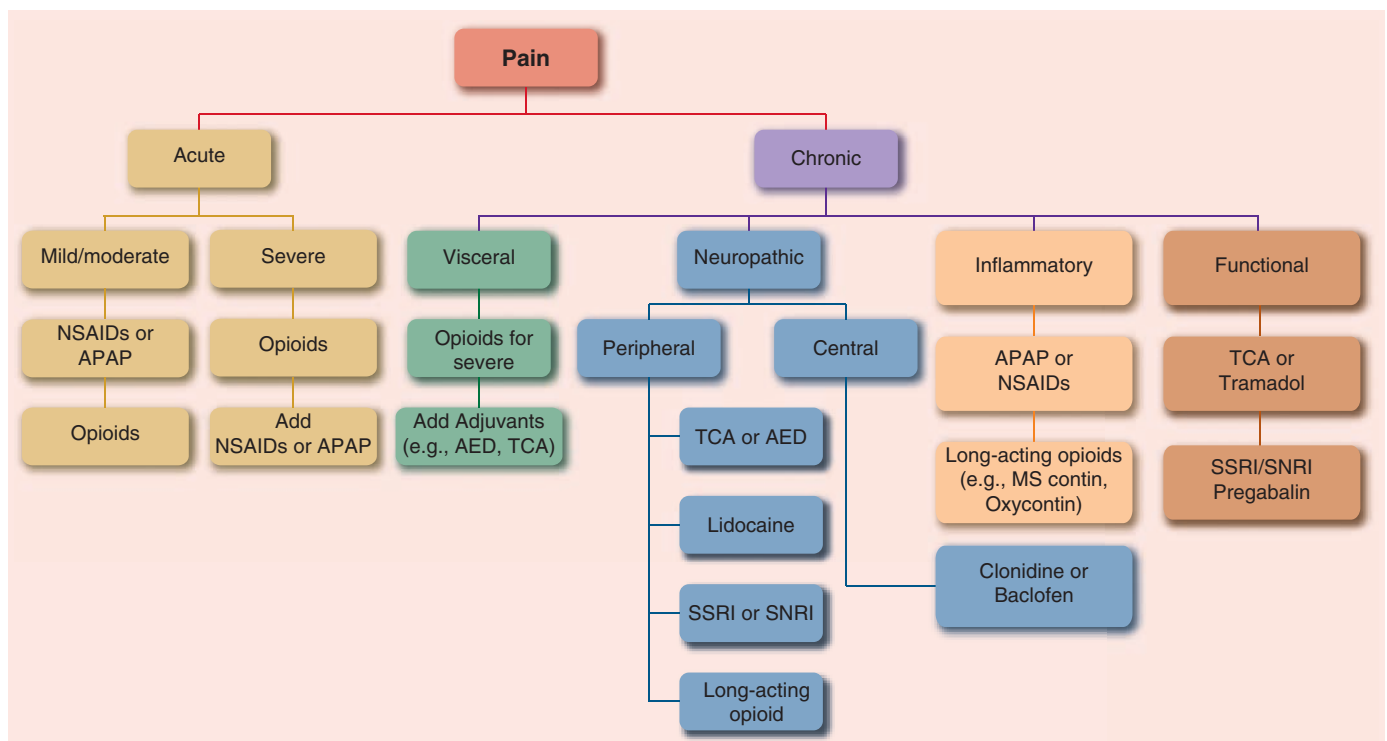 Pain
Acute
Chronic
Mild/moderate
Severe
Visceral
Neuropathic
Inflammatory
Functional
NSAIDs or
APAP
Opioids
Opioids for
severe
Peripheral
Central
APAP or
NSAIDs
TCA or
Tramadol
Opioids
Add
NSAIDs or APAP
Add Adjuvants
(e.g., AED, TCA)
TCA or AED
Long-acting opioids
(e.g., MS contin,
Oxycontin)
SSRI/SNRI
Pregabalin
Lidocaine
Clonidine or
Baclofen
SSRI or SNRI
Long-acting
opioid